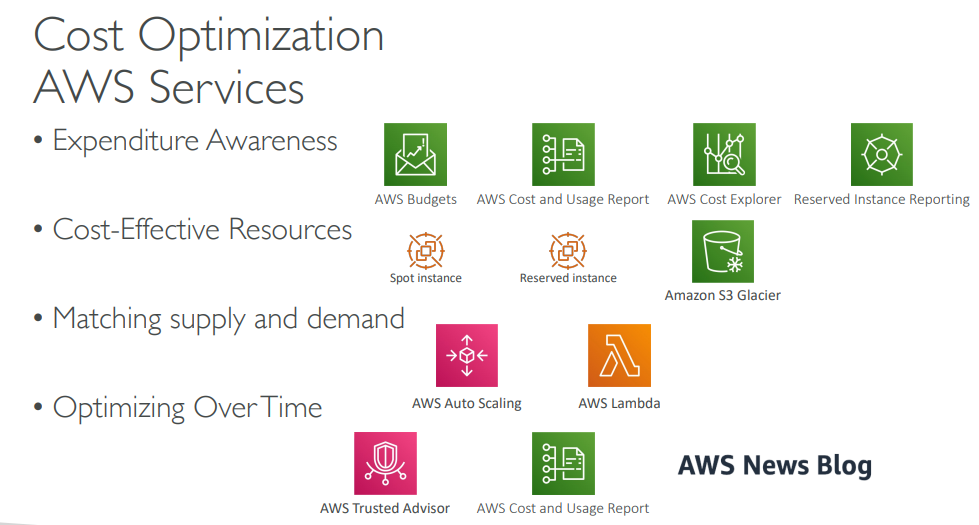 Cost Optimization
AWS Services
• Expenditure Awareness
AWS Budgets
AWS Cost and Usage Report
AWS Cost Explorer
Reserved Instance Reporting
• Cost-Effective Resources
Spot instance
Reserved instance
Amazon S3 Glacier
• Matching supply and demand
AWS Auto Scaling
AWS Lambda
• Optimizing Over Time
AWS Trusted Advisor
AWS Cost and Usage Report
AWS News Blog